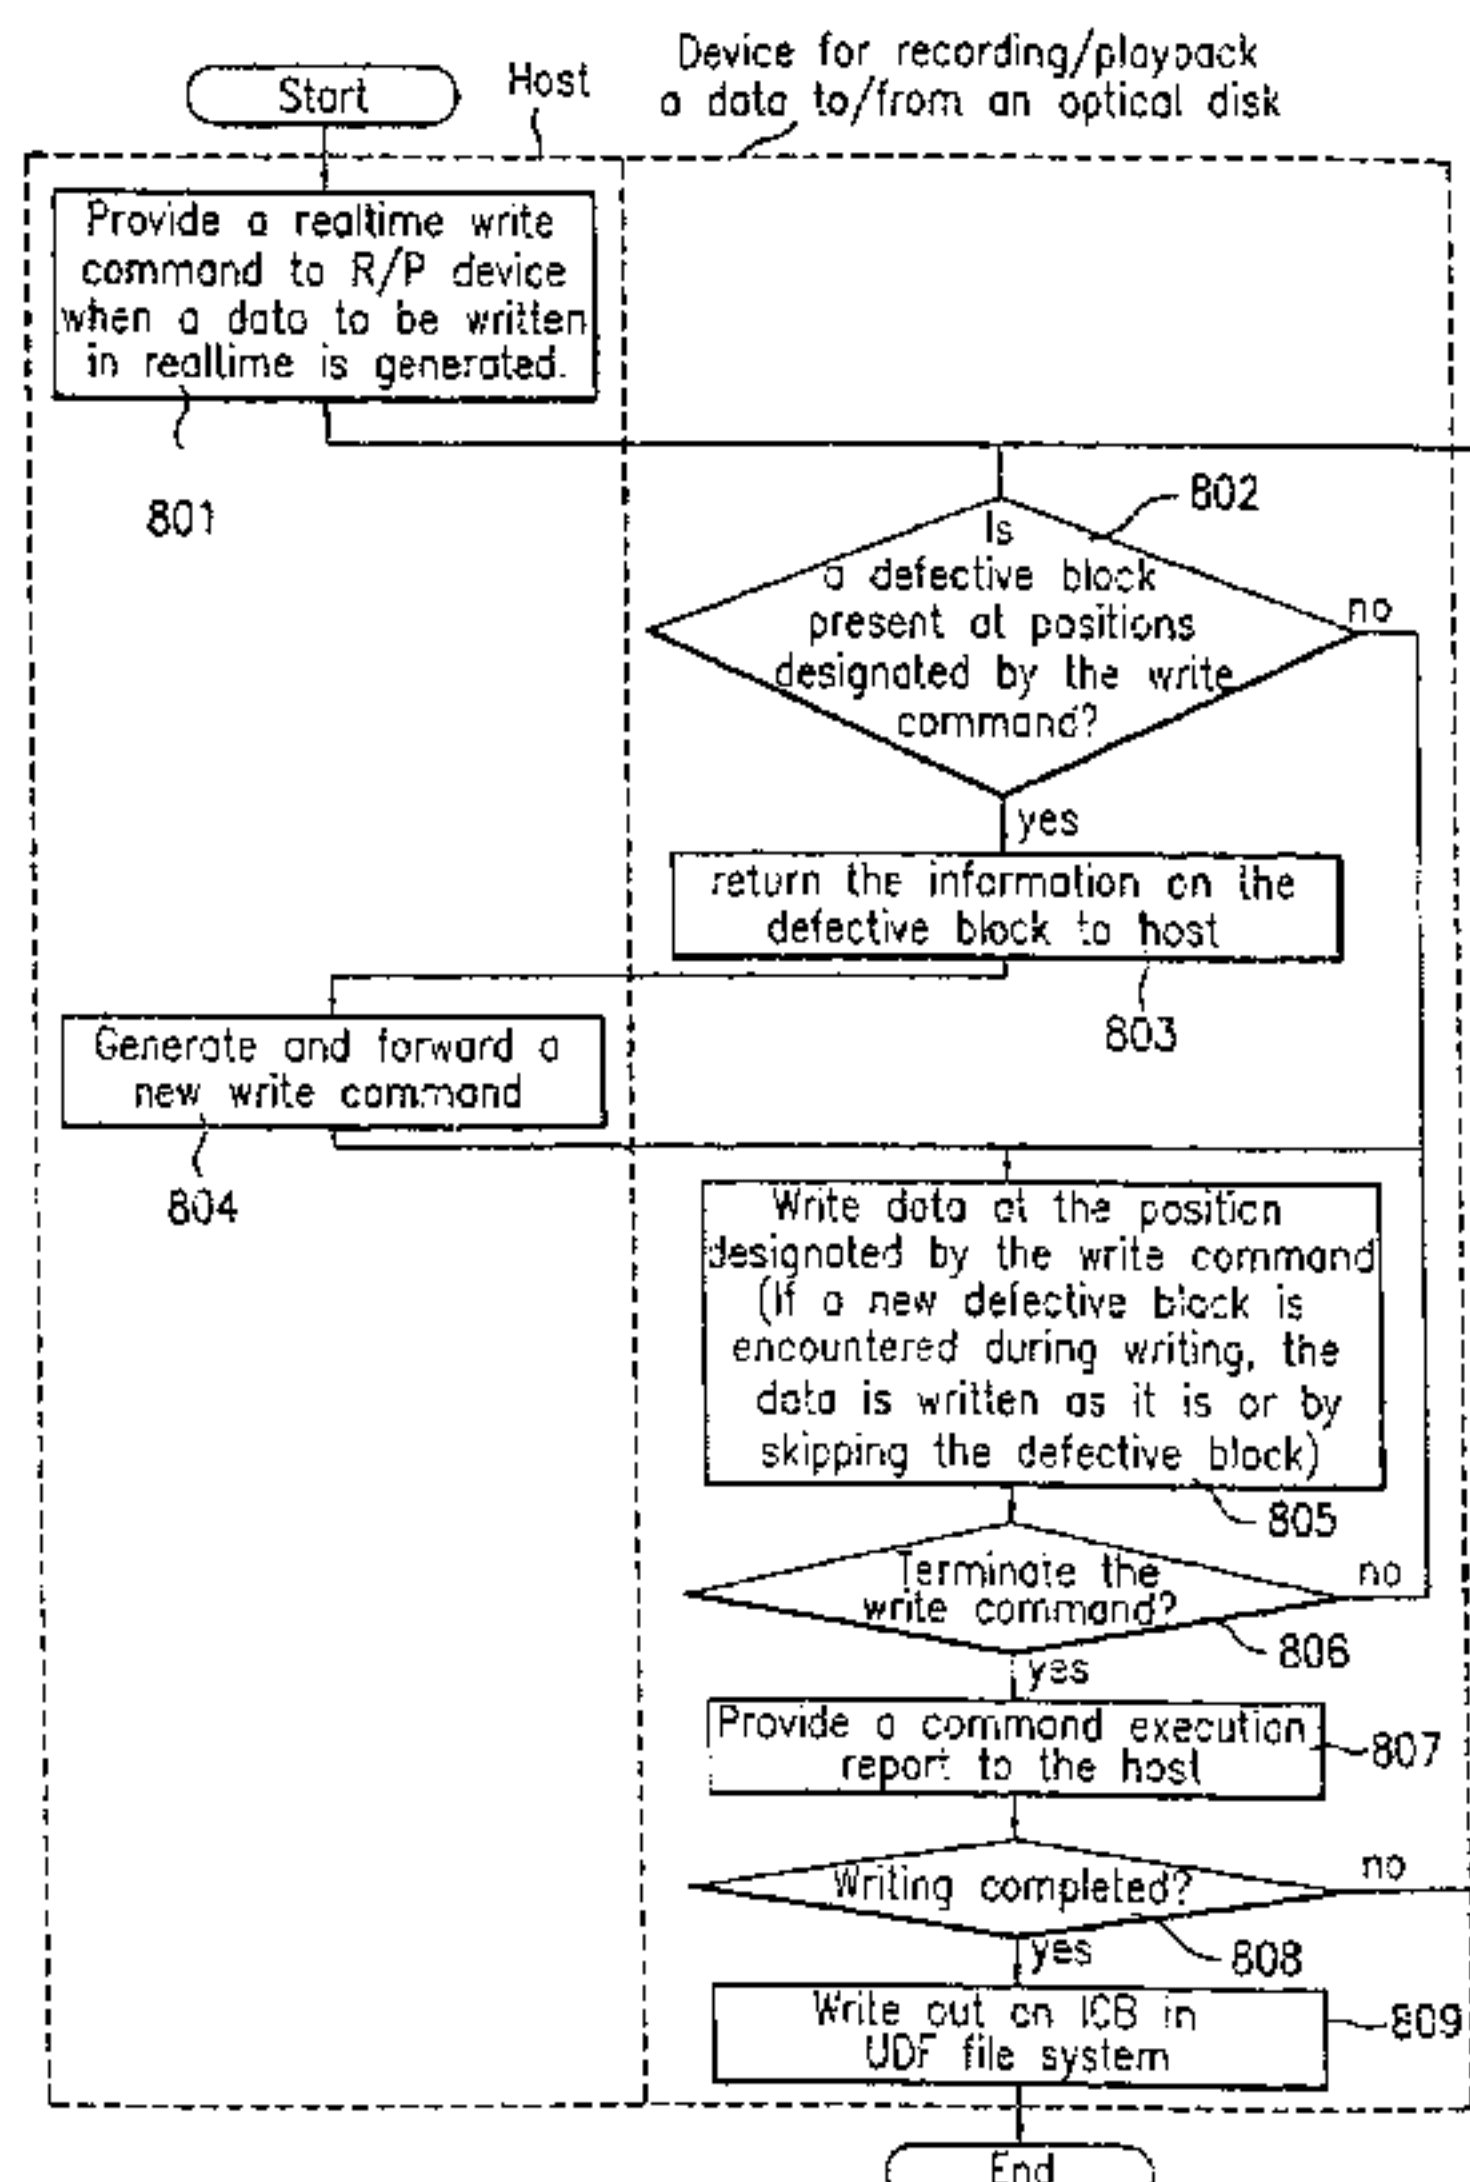 Start
Host
Device for recording/playback
a data to/from an optical disk
Provide a realtime write
command to R/P device
when a data to be written
in realtime is generated.
801
802
Is
a defective block
present at positions
designated by the write
command?
no
yes
return the information on the
defective block to host
803
Generate and forward a
new write command
804
Write data at the position
designated by the write command
(If a new defective block is
encountered during writing, the
data is written as it is or by
skipping the defective block)
805
Terminate the
write command?
no
806
yes
Provide a command execution
report to the host
807
Writing completed?
no
808
yes
Write out an ICB in
UDF file system
809
End